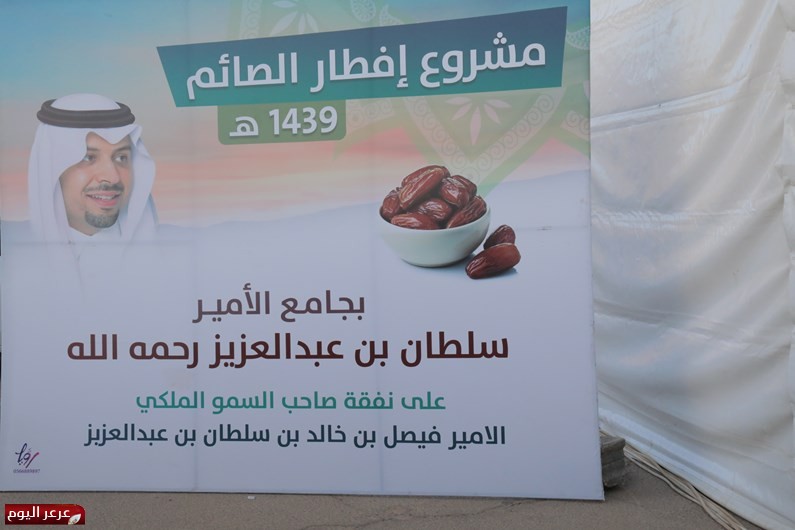 مشروع إفطار الصائم
1439 هـ
بجامع الأمير
سلطان بن عبدالعزيز رحمه الله
على نفقة صاحب السمو الملكي
الامير فيصل بن خالد بن سلطان بن عبدالعزيز
عرعر اليوم